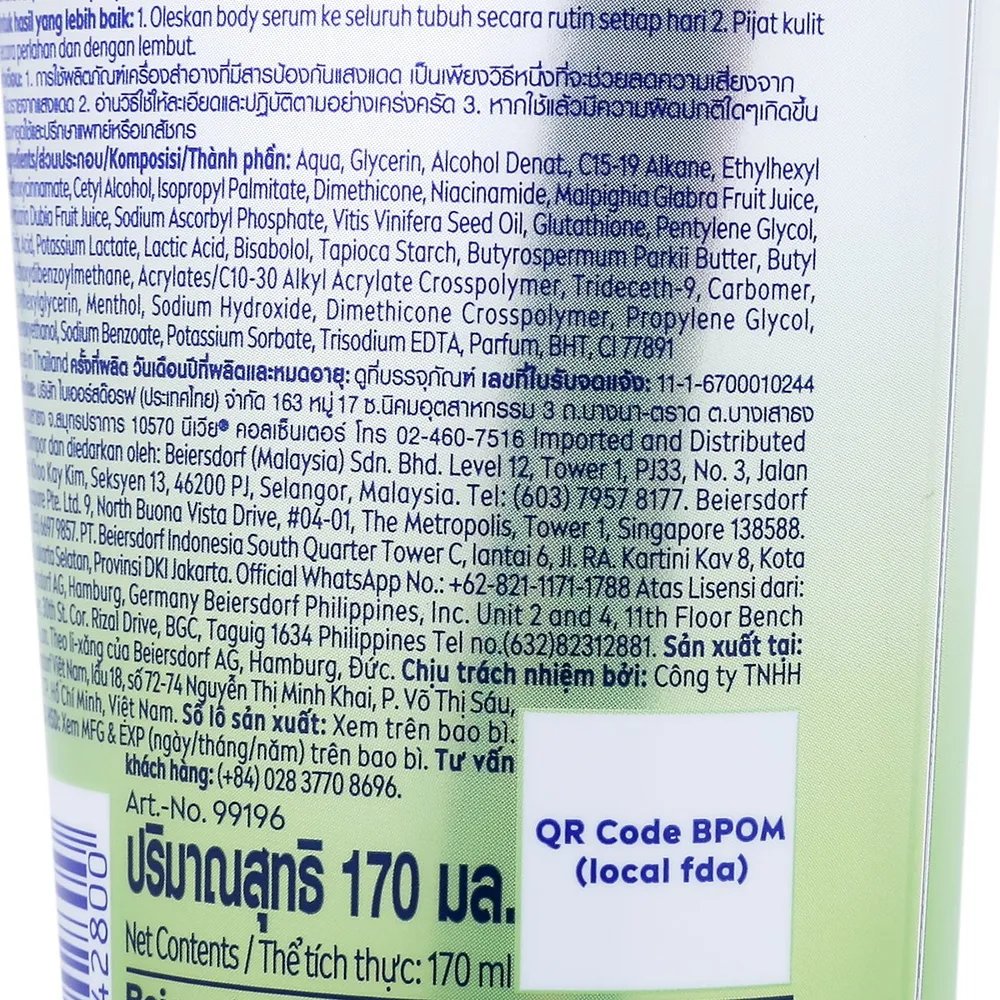 hasil yang lebih baik: 1. Oleskan body serum ke seluruh tubuh secara rutin setiap hari 2. Pijat kulit
perlahan dan dengan lembut.
1. การใช้ผลิตภัณฑ์เครื่องสำอางที่มีสารป้องกันแสงแดด เป็นเพียงวิธีหนึ่งที่จะช่วยลดความเสี่ยงจาก
จากแสงแดด 2. อ่านวิธีใช้ให้ละเอียดและปฏิบัติตามอย่างเคร่งครัด 3. หากใช้แล้วมีความผิดปกติใดๆเกิดขึ้น
และปรึกษาแพทย์หรือเภสัชกร
ส่วนประกอบ/Komposisi/Thành phần: Aqua, Glycerin, Alcohol Denat., C15-19 Alkane, Ethylhexyl
Cetyl Alcohol, Isopropyl Palmitate, Dimethicone, Niacinamide, Malpighia Glabra Fruit Juice,
Dubia Fruit Juice, Sodium Ascorbyl Phosphate, Vitis Vinifera Seed Oil, Glutathione, Pentylene Glycol,
Acid, Potassium Lactate, Lactic Acid, Bisabolol, Tapioca Starch, Butyrospermum Parkii Butter, Butyl
Acrylates/C10-30 Alkyl Acrylate Crosspolymer, Trideceth-9, Carbomer,
Menthol, Sodium Hydroxide, Dimethicone Crosspolymer, Propylene Glycol,
Sodium Benzoate, Potassium Sorbate, Trisodium EDTA, Parfum, BHT, CI 77891
in Thailand ครั้งที่ผลิต วันเดือนปีที่ผลิตและหมดอายุ: ดูที่บรรจุภัณฑ์ เลขที่ใบรับจดแจ้ง: 11-1-6700010244
บริษัท ไบเออร์สด๊อรฟ (ประเทศไทย) จำกัด 163 หมู่ 17 ซ.นิคมอุตสาหกรรม 3 ถ.บางนา-ตราด ต.บางเสาธง
จ.สมุทรปราการ 10570 นีเวีย® คอลเซ็นเตอร์ โทร 02-460-7516 Imported and Distributed
dan diedarkan oleh: Beiersdorf (Malaysia) Sdn. Bhd. Level 12, Tower 1, PJ33, No. 3, Jalan
Kay Kim, Seksyen 13, 46200 PJ, Selangor, Malaysia. Tel: (603) 7957 8177. Beiersdorf
Pte. Ltd. 9, North Buona Vista Drive, #04-01, The Metropolis, Tower 1, Singapore 138588.
6697 9857. PT. Beiersdorf Indonesia South Quarter Tower C, lantai 6, Jl. RA. Kartini Kav 8, Kota
Selatan, Provinsi DKI Jakarta. Official WhatsApp No.: +62-821-1171-1788 Atas Lisensi dari:
AG, Hamburg, Germany Beiersdorf Philippines, Inc. Unit 2 and 4, 11th Floor Bench
30th St. Cor. Rizal Drive, BGC, Taguig 1634 Philippines Tel no.(632)82312881. Sản xuất tại:
Theo li-xăng của Beiersdorf AG, Hamburg, Đức. Chịu trách nhiệm bởi: Công ty TNHH
Việt Nam, lầu 18, số 72-74 Nguyễn Thị Minh Khai, P. Võ Thị Sáu,
Hồ Chí Minh, Việt Nam. Số lô sản xuất: Xem trên bao bì.
Xem MFG & EXP (ngày/tháng/năm) trên bao bì. Tư vấn
khách hàng: (+84) 028 3770 8696.
Art.-No. 99196
QR Code BPOM
(local fda)
ปริมาณสุทธิ 170 มล.
Net Contents / Thể tích thực: 170 ml
42800